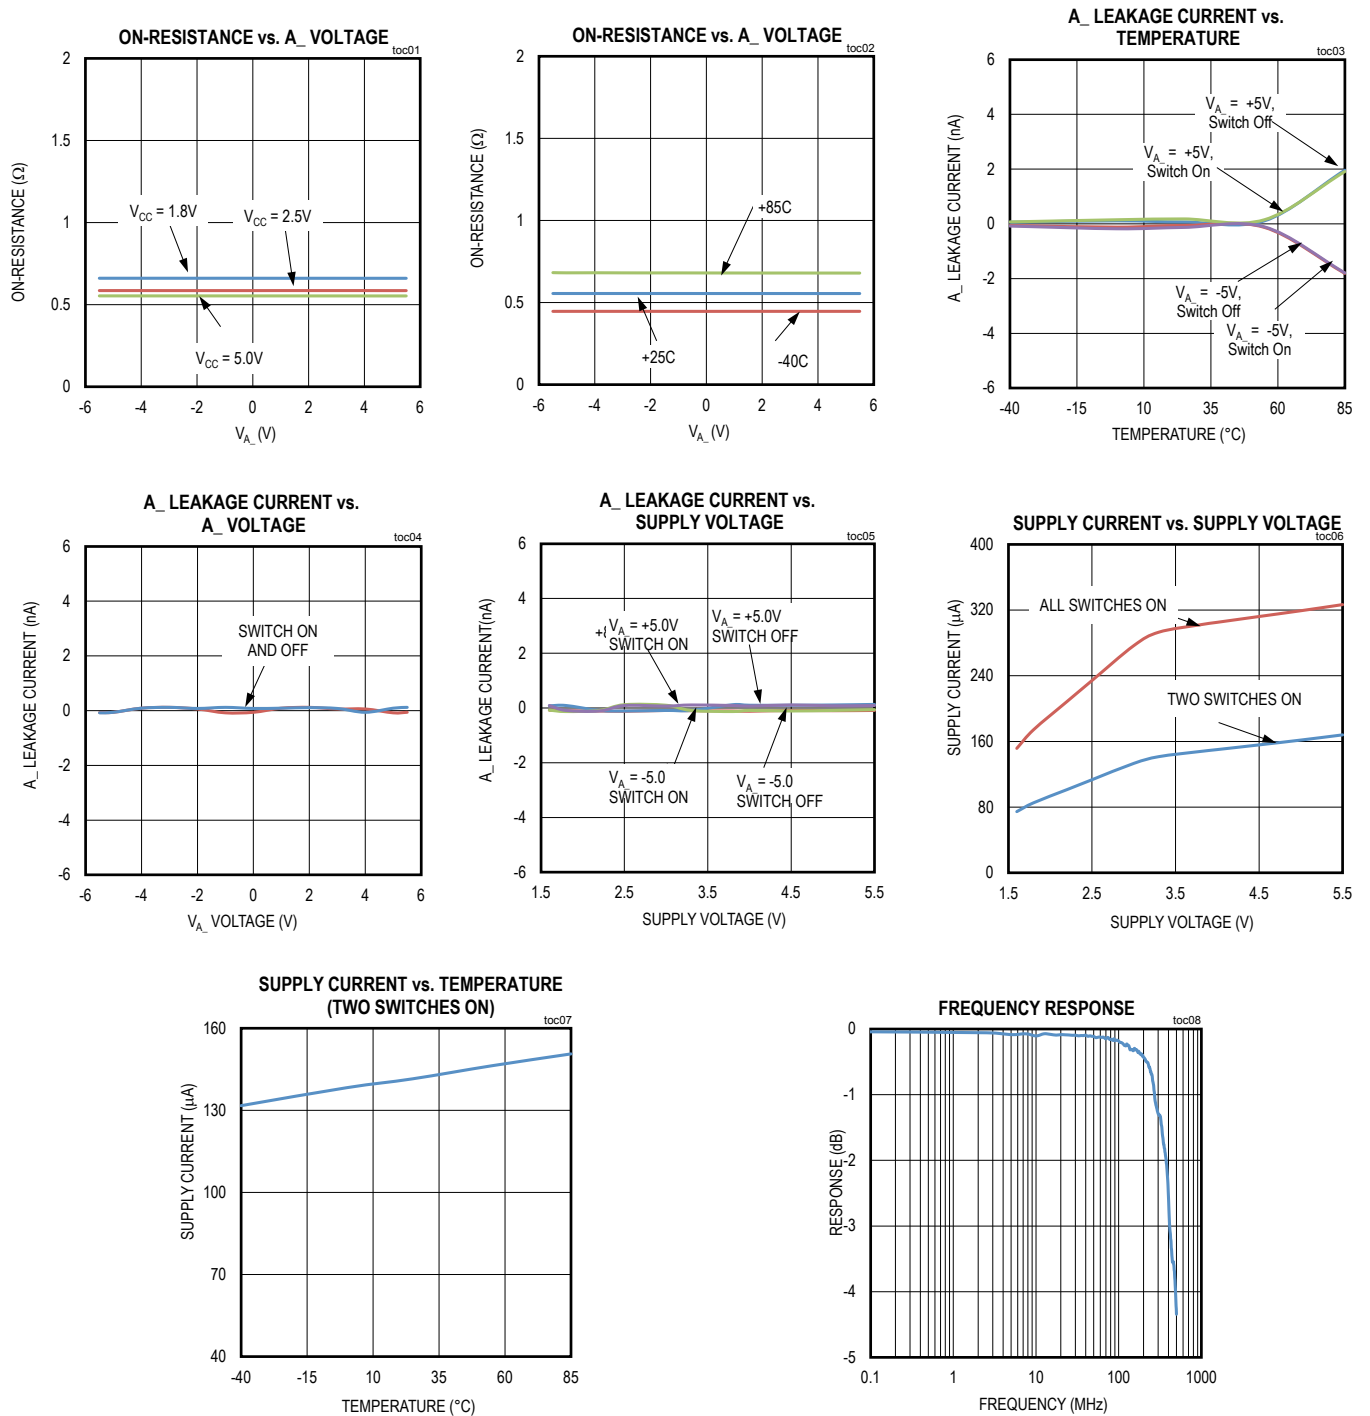 ON-RESISTANCE vs. A_ VOLTAGE
toc01
2
1.5
1
0.5
0
ON-RESISTANCE (Ω)
VCC = 1.8V
VCC = 2.5V
VCC = 5.0V
-6 -4 -2 0 2 4 6
VA_ (V)
ON-RESISTANCE vs. A_ VOLTAGE
toc02
2
1.5
1
0.5
0
ON-RESISTANCE (Ω)
+85C
+25C
-40C
-6 -4 -2 0 2 4 6
VA_ (V)
A_ LEAKAGE CURRENT vs.
TEMPERATURE
toc03
6
4
2
0
-2
-4
-6
A_ LEAKAGE CURRENT (nA)
VA_ = +5V,
Switch Off
VA_ = +5V,
Switch On
VA_ = -5V,
Switch Off
VA_ = -5V,
Switch On
-40 -15 10 35 60 85
TEMPERATURE (°C)
A_ LEAKAGE CURRENT vs.
A_ VOLTAGE
toc04
6
4
2
0
-2
-4
-6
A_ LEAKAGE CURRENT (nA)
SWITCH ON
AND OFF
-6 -4 -2 0 2 4 6
VA_ VOLTAGE (V)
A_ LEAKAGE CURRENT vs.
SUPPLY VOLTAGE
toc05
6
4
2
0
-2
-4
-6
A_ LEAKAGE CURRENT(nA)
VA_ = +5.0V
SWITCH ON
VA_ = +5.0V
SWITCH OFF
VA_ = -5.0
SWITCH ON
VA_ = -5.0
SWITCH OFF
1.5 2.5 3.5 4.5 5.5
SUPPLY VOLTAGE (V)
SUPPLY CURRENT vs. SUPPLY VOLTAGE
toc06
400
320
240
160
80
0
SUPPLY CURRENT (µA)
ALL SWITCHES ON
TWO SWITCHES ON
1.5 2.5 3.5 4.5 5.5
SUPPLY VOLTAGE (V)
SUPPLY CURRENT vs. TEMPERATURE
(TWO SWITCHES ON)
toc07
160
130
100
70
40
SUPPLY CURRENT (µA)
-40 -15 10 35 60 85
TEMPERATURE (°C)
FREQUENCY RESPONSE
toc08
0
-1
-2
-3
-4
-5
RESPONSE (dB)
0.1 1 10 100 1000
FREQUENCY (MHz)